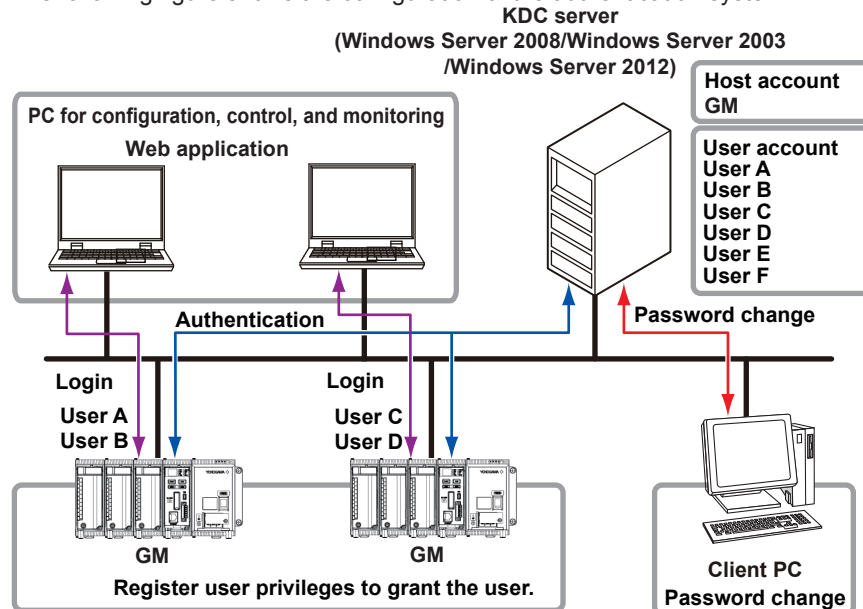 KDC server
(Windows Server 2008/Windows Server 2003
/Windows Server 2012)
Host account
GM
PC for configuration, control, and monitoring
Web application
User account
User A
User B
User C
User D
User E
User F
Authentication
Password change
Login
User A
User B
Login
User C
User D
YOKOGAWA
YOKOGAWA
GM
GM
Register user privileges to grant the user.
Client PC
Password change